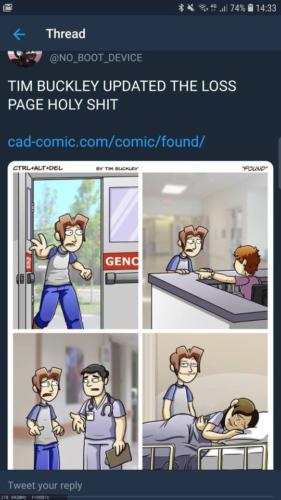 74% 14:33
Thread
@NO_BOOT_DEVICE
TIM BUCKLEY UPDATED THE LOSS
PAGE HOLY SHIT
cad-comic.com/comic/found/
CTRL+ALT+DEL BY TIM BUCKLEY "FOUND"
GENC
Tweet your reply